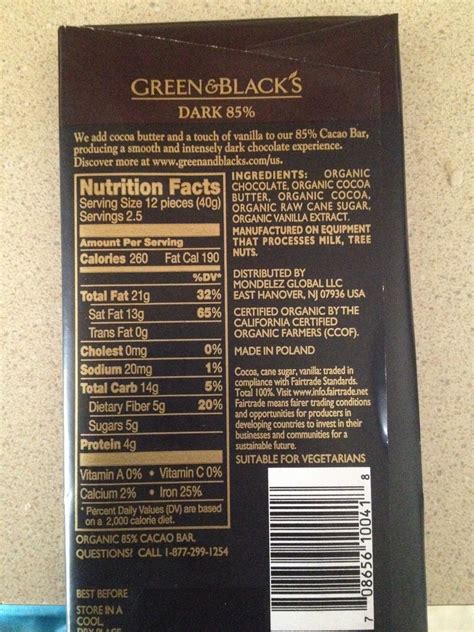 GREEN&BLACK'S
DARK 85%
We add cocoa butter and a touch of vanilla to our 85% Cacao Bar,
producing a smooth and intensely dark chocolate experience.
Discover more at www.greenandblacks.com/us.
Nutrition Facts
Serving Size 12 pieces (40g)
Servings 2.5
Amount Per Serving
Calories 260 Fat Cal 190
%DV*
Total Fat 21g 32%
Sat Fat 13g 65%
Trans Fat 0g
Cholest 0mg 0%
Sodium 20mg 1%
Total Carb 14g 5%
Dietary Fiber 5g 20%
Sugars 5g
Protein 4g
Vitamin A 0% • Vitamin C 0%
Calcium 2% • Iron 25%
* Percent Daily Values (DV) are based
on a 2,000 calorie diet.
INGREDIENTS: ORGANIC
CHOCOLATE, ORGANIC COCOA
BUTTER, ORGANIC COCOA,
ORGANIC RAW CANE SUGAR,
ORGANIC VANILLA EXTRACT.
MANUFACTURED ON EQUIPMENT
THAT PROCESSES MILK, TREE
NUTS.
DISTRIBUTED BY
MONDELEZ GLOBAL LLC
EAST HANOVER, NJ 07936 USA
CERTIFIED ORGANIC BY THE
CALIFORNIA CERTIFIED
ORGANIC FARMERS (CCOF).
MADE IN POLAND
Cocoa, cane sugar, vanilla: traded in
compliance with Fairtrade Standards.
Total 100%. Visit www.info.fairtrade.net
Fairtrade means fairer trading conditions
and opportunities for producers in
developing countries to invest in their
businesses and communities for a
sustainable future.
SUITABLE FOR VEGETARIANS
ORGANIC 85% CACAO BAR.
QUESTIONS? CALL 1-877-299-1254
BEST BEFORE
STORE IN A
COOL,
DRY PLACE
7 08656 10041 8